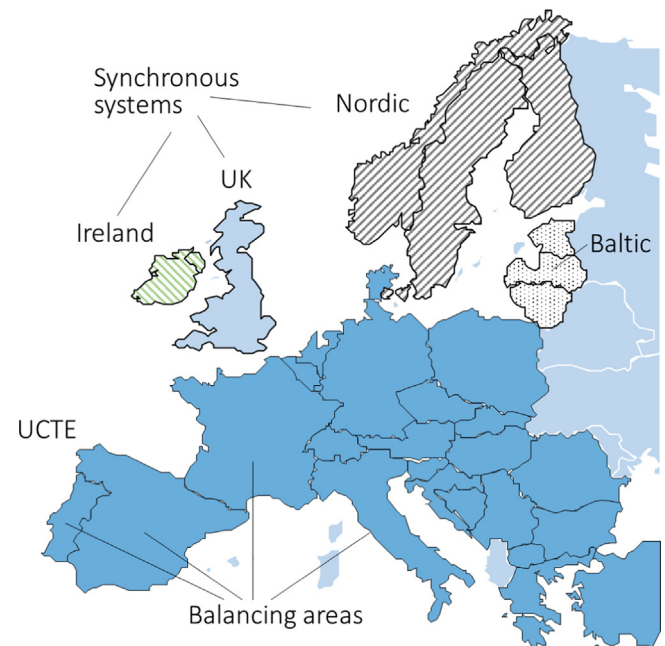 Synchronous
systems
Nordic
UK
Ireland
Baltic
UCTE
Balancing areas